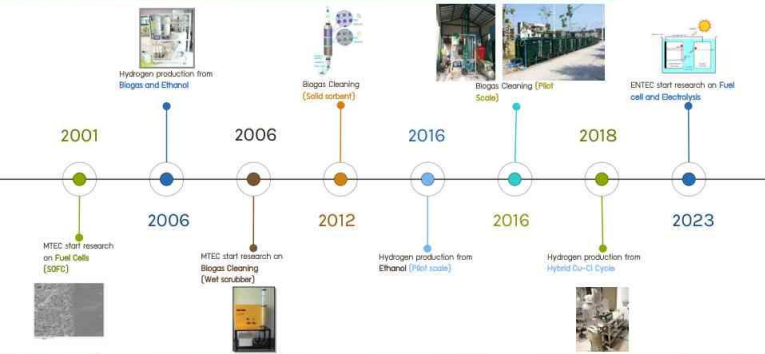 Hydrogen production from
Biogas and Ethanol
Biogas Cleaning
(Solid sorbent)
Biogas Cleaning (Pilot
Scale)
ENTEC start research on Fuel
cell and Electrolysis
2001
2006
2016
2018
2006
2012
2016
2023
MTEC start research
on Fuel Cells
(SOFC)
MTEC start research on
Biogas Cleaning
(Wet scrubber)
Hydrogen production from
Ethanol (Pilot scale)
Hydrogen production from
Hybrid Cu-Cl Cycle